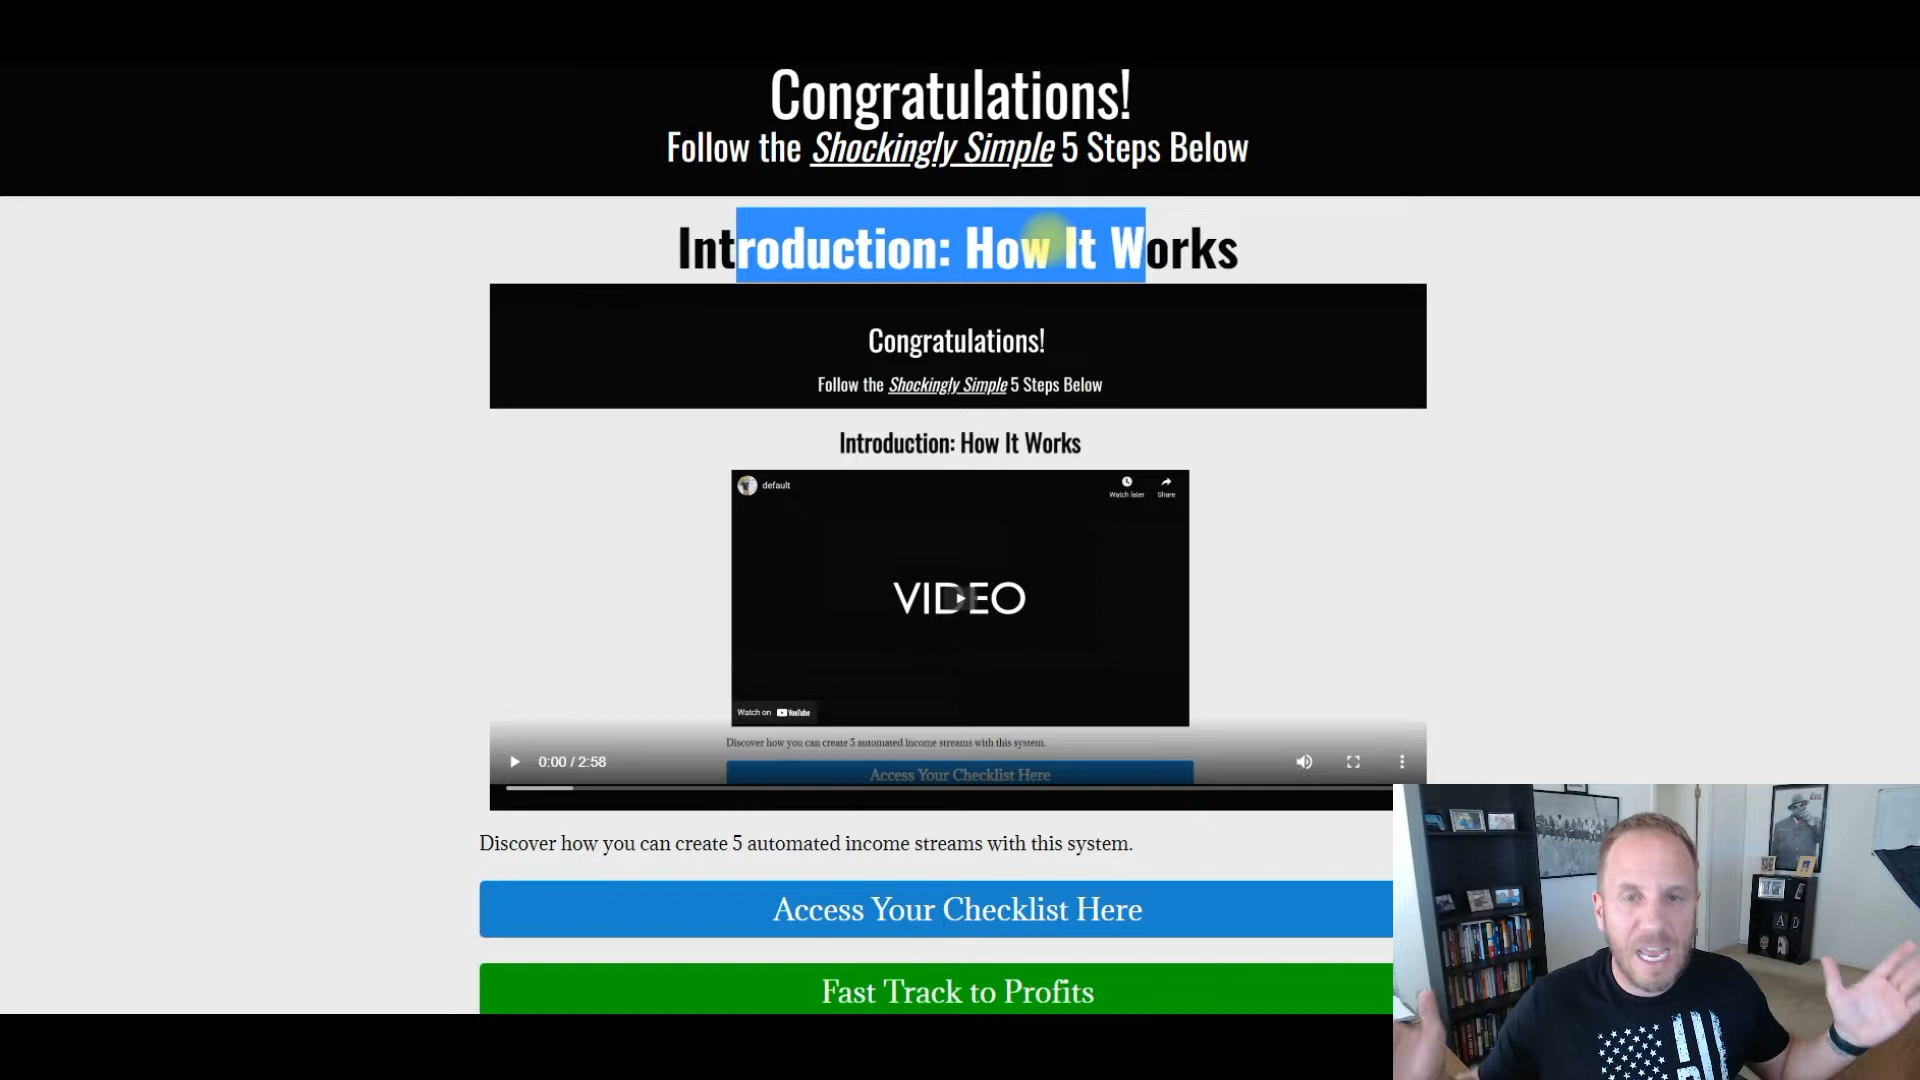 Congratulations!
Follow the Shockingly Simple 5 Steps Below
Introduction: How It Works
Congratulations!
Follow the Shockingly Simple 5 Steps Below
Introduction: How It Works
default
Watch later
Share
VIDEO
Watch on YouTube
Discover how you can create 5 automated income streams with this system.
Access Your Checklist Here
0:00 / 2:58
Discover how you can create 5 automated income streams with this system.
Access Your Checklist Here
Fast Track to Profits
A D